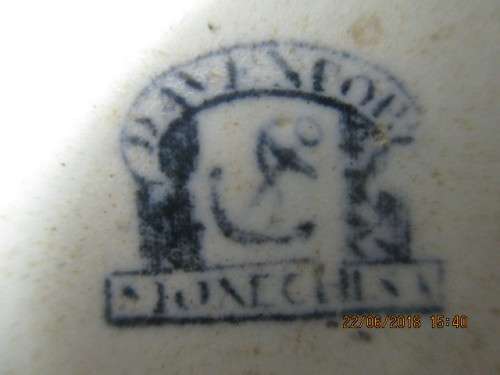 DAVENPORT
STONE CHINA
22/06/2018 15:40